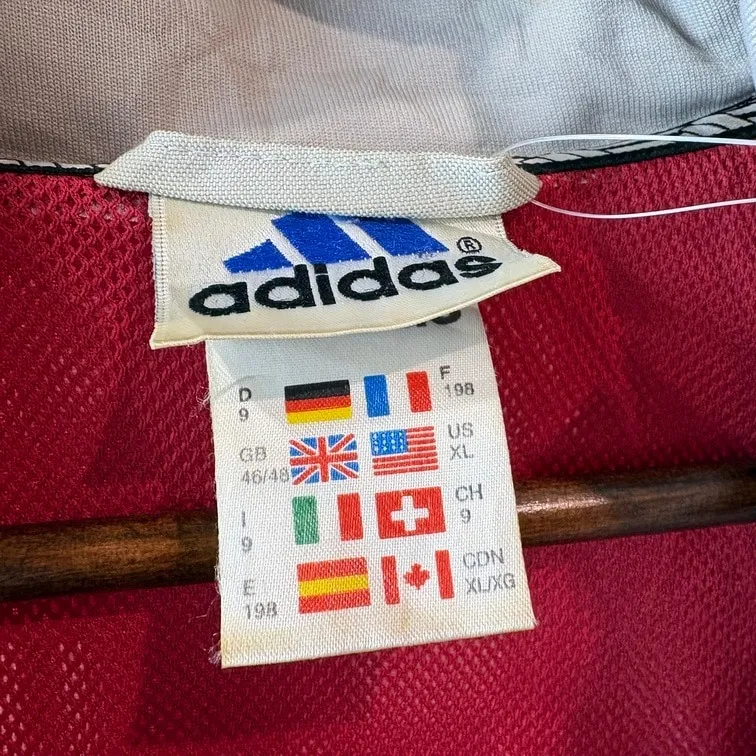 adidas®
D F
9 198
GB US
46/48 XL
I CH
9 9
E CDN
198 XL/XG